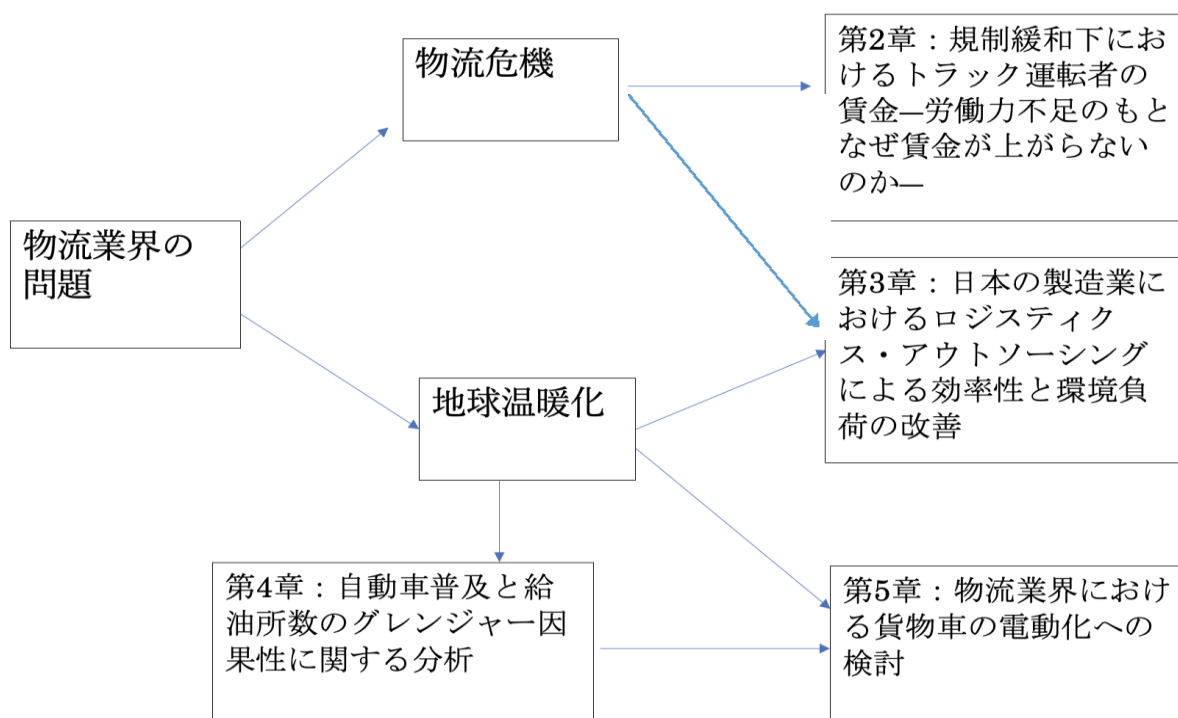 物流危機
第2章：規制緩和下にお
けるトラック運転者の
賃金―労働力不足のもと
なぜ賃金が上がらない
のか―
物流業界の
問題
第3章：日本の製造業に
おけるロジスティク
ス・アウトソーシング
による効率性と環境負
荷の改善
地球温暖化
第4章：自動車普及と給
油所数のグレンジャー因
果性に関する分析
第5章：物流業界におけ
る貨物車の電動化への
検討